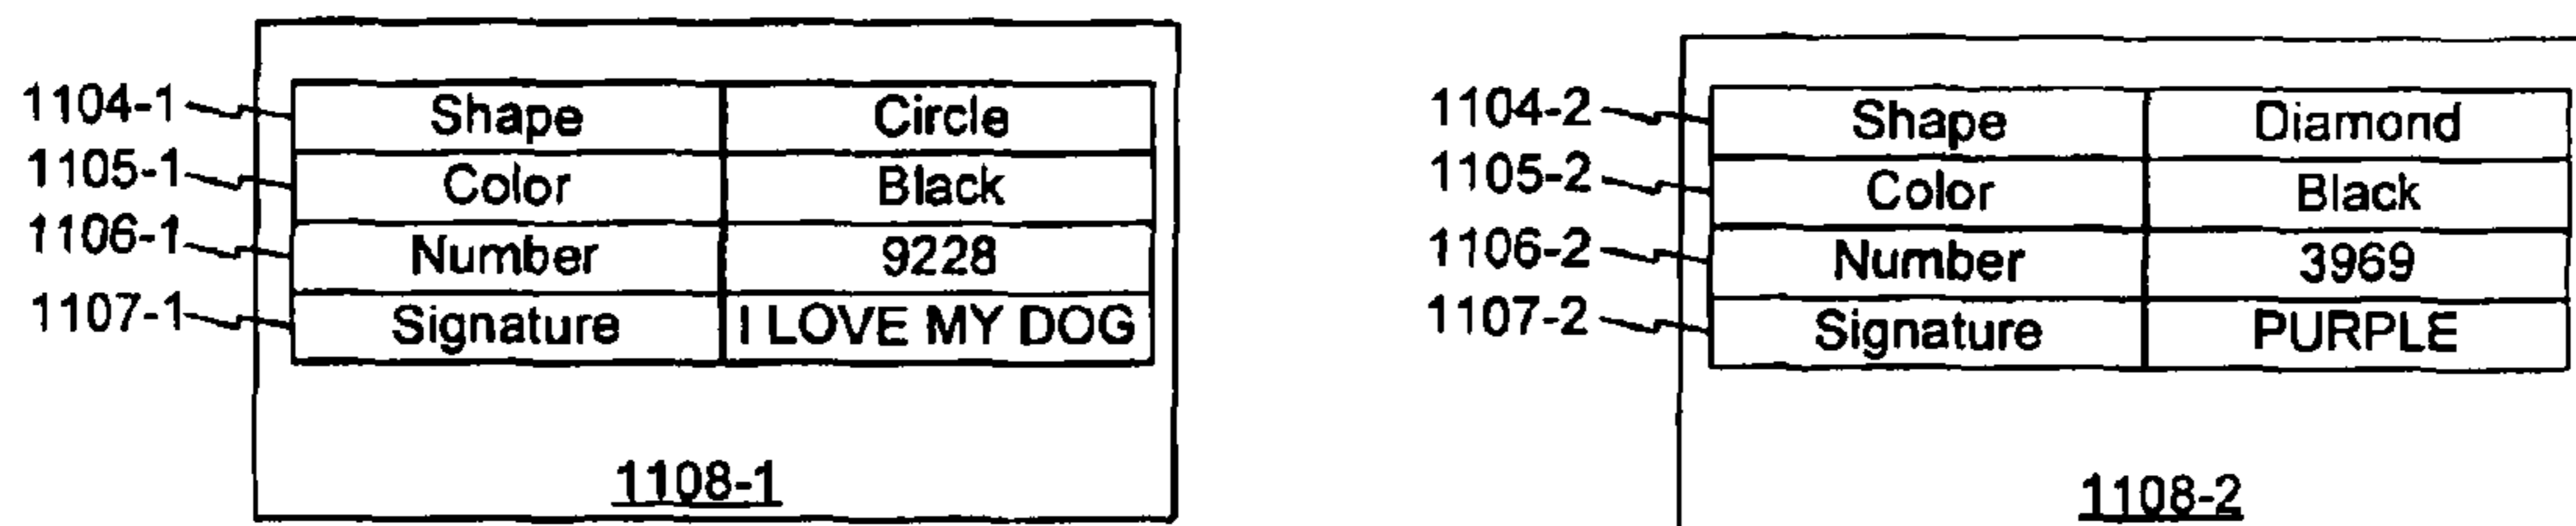 1104-1 Shape Circle
1105-1 Color Black
1106-1 Number 9228
1107-1 Signature I LOVE MY DOG
1108-1
1104-2 Shape Diamond
1105-2 Color Black
1106-2 Number 3969
1107-2 Signature PURPLE
1108-2